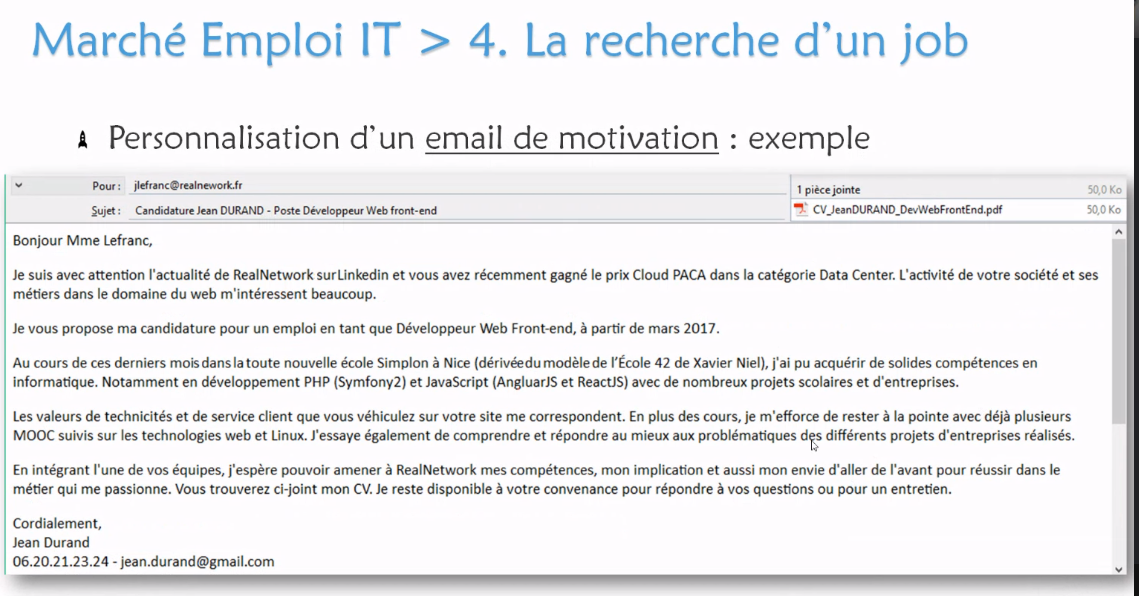 Marché Emploi IT > 4. La recherche d'un job
Personnalisation d'un email de motivation : exemple
Pour : jlefranc@realnework.fr
1 pièce jointe 50,0 Ko
Sujet : Candidature Jean DURAND - Poste Développeur Web front-end
CV_JeanDURAND_DevWebFrontEnd.pdf 50,0 Ko
Bonjour Mme Lefranc,
Je suis avec attention l'actualité de RealNetwork sur Linkedin et vous avez récemment gagné le prix Cloud PACA dans la catégorie Data Center. L'activité de votre société et ses
métiers dans le domaine du web m'intéressent beaucoup.
Je vous propose ma candidature pour un emploi en tant que Développeur Web Front-end, à partir de mars 2017.
Au cours de ces derniers mois dans la toute nouvelle école Simplon à Nice (dérivée du modèle de l'École 42 de Xavier Niel), j'ai pu acquérir de solides compétences en
informatique. Notamment en développement PHP (Symfony2) et JavaScript (AngluarJS et ReactJS) avec de nombreux projets scolaires et d'entreprises.
Les valeurs de technicités et de service client que vous véhiculez sur votre site me correspondent. En plus des cours, je m'efforce de rester à la pointe avec déjà plusieurs
MOOC suivis sur les technologies web et Linux. J'essaye également de comprendre et répondre au mieux aux problématiques des différents projets d'entreprises réalisés.
En intégrant l'une de vos équipes, j'espère pouvoir amener à RealNetwork mes compétences, mon implication et aussi mon envie d'aller de l'avant pour réussir dans le
métier qui me passionne. Vous trouverez ci-joint mon CV. Je reste disponible à votre convenance pour répondre à vos questions ou pour un entretien.
Cordialement,
Jean Durand
06.20.21.23.24 - jean.durand@gmail.com